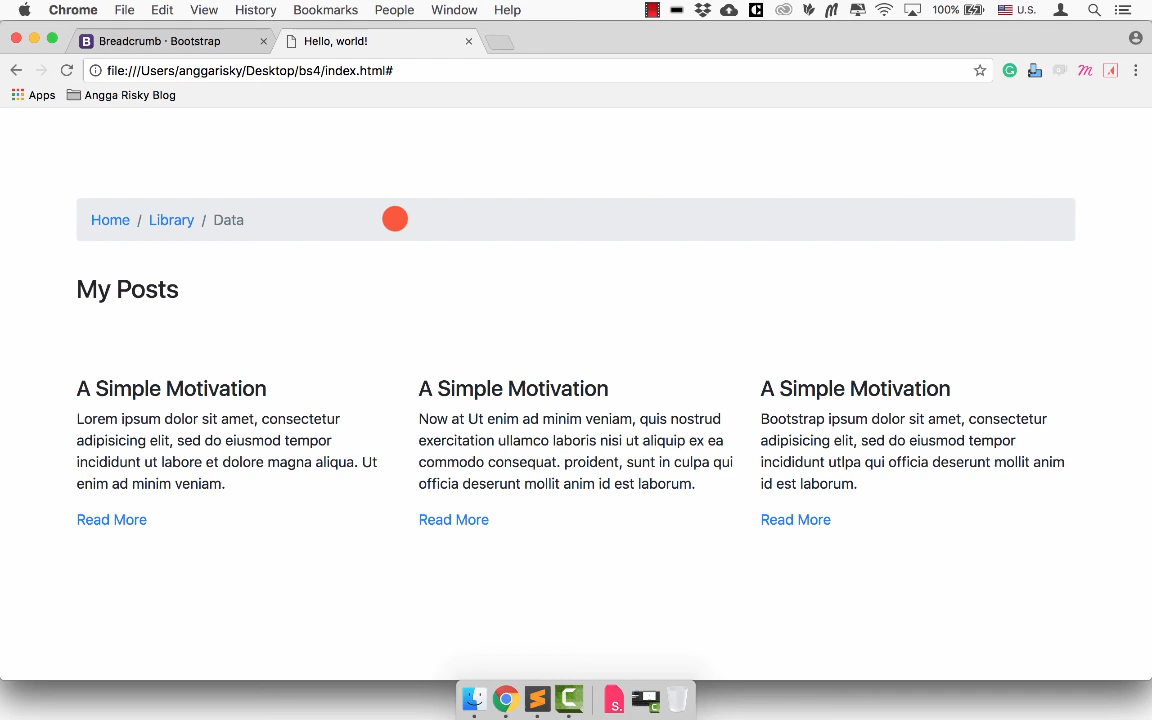 Chrome File Edit View History Bookmarks People Window Help 100% U.S.
B Breadcrumb · Bootstrap Hello, world!
file:///Users/anggarisky/Desktop/bs4/index.html#
Apps Angga Risky Blog
Home / Library / Data
My Posts
A Simple Motivation
Lorem ipsum dolor sit amet, consectetur
adipisicing elit, sed do eiusmod tempor
incididunt ut labore et dolore magna aliqua. Ut
enim ad minim veniam.
Read More
A Simple Motivation
Now at Ut enim ad minim veniam, quis nostrud
exercitation ullamco laboris nisi ut aliquip ex ea
commodo consequat. proident, sunt in culpa qui
officia deserunt mollit anim id est laborum.
Read More
A Simple Motivation
Bootstrap ipsum dolor sit amet, consectetur
adipisicing elit, sed do eiusmod tempor
incididunt utlpa qui officia deserunt mollit anim
id est laborum.
Read More
S.